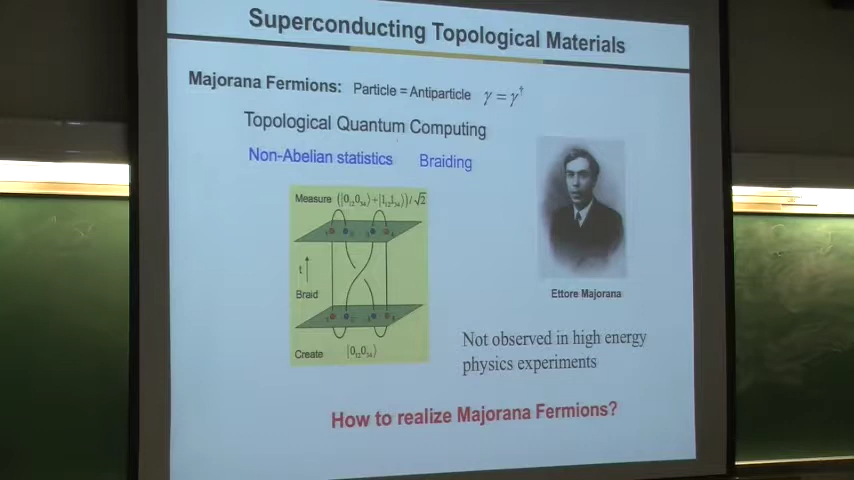 Superconducting Topological Materials
Majorana Fermions: Particle = Antiparticle γ = γ†
Topological Quantum Computing
Non-Abelian statistics Braiding
Measure (|0₁₂0₃₄⟩+|1₁₂1₃₄⟩)/√2
t
Braid
Create |0₁₂0₃₄⟩
Ettore Majorana
Not observed in high energy
physics experiments
How to realize Majorana Fermions?